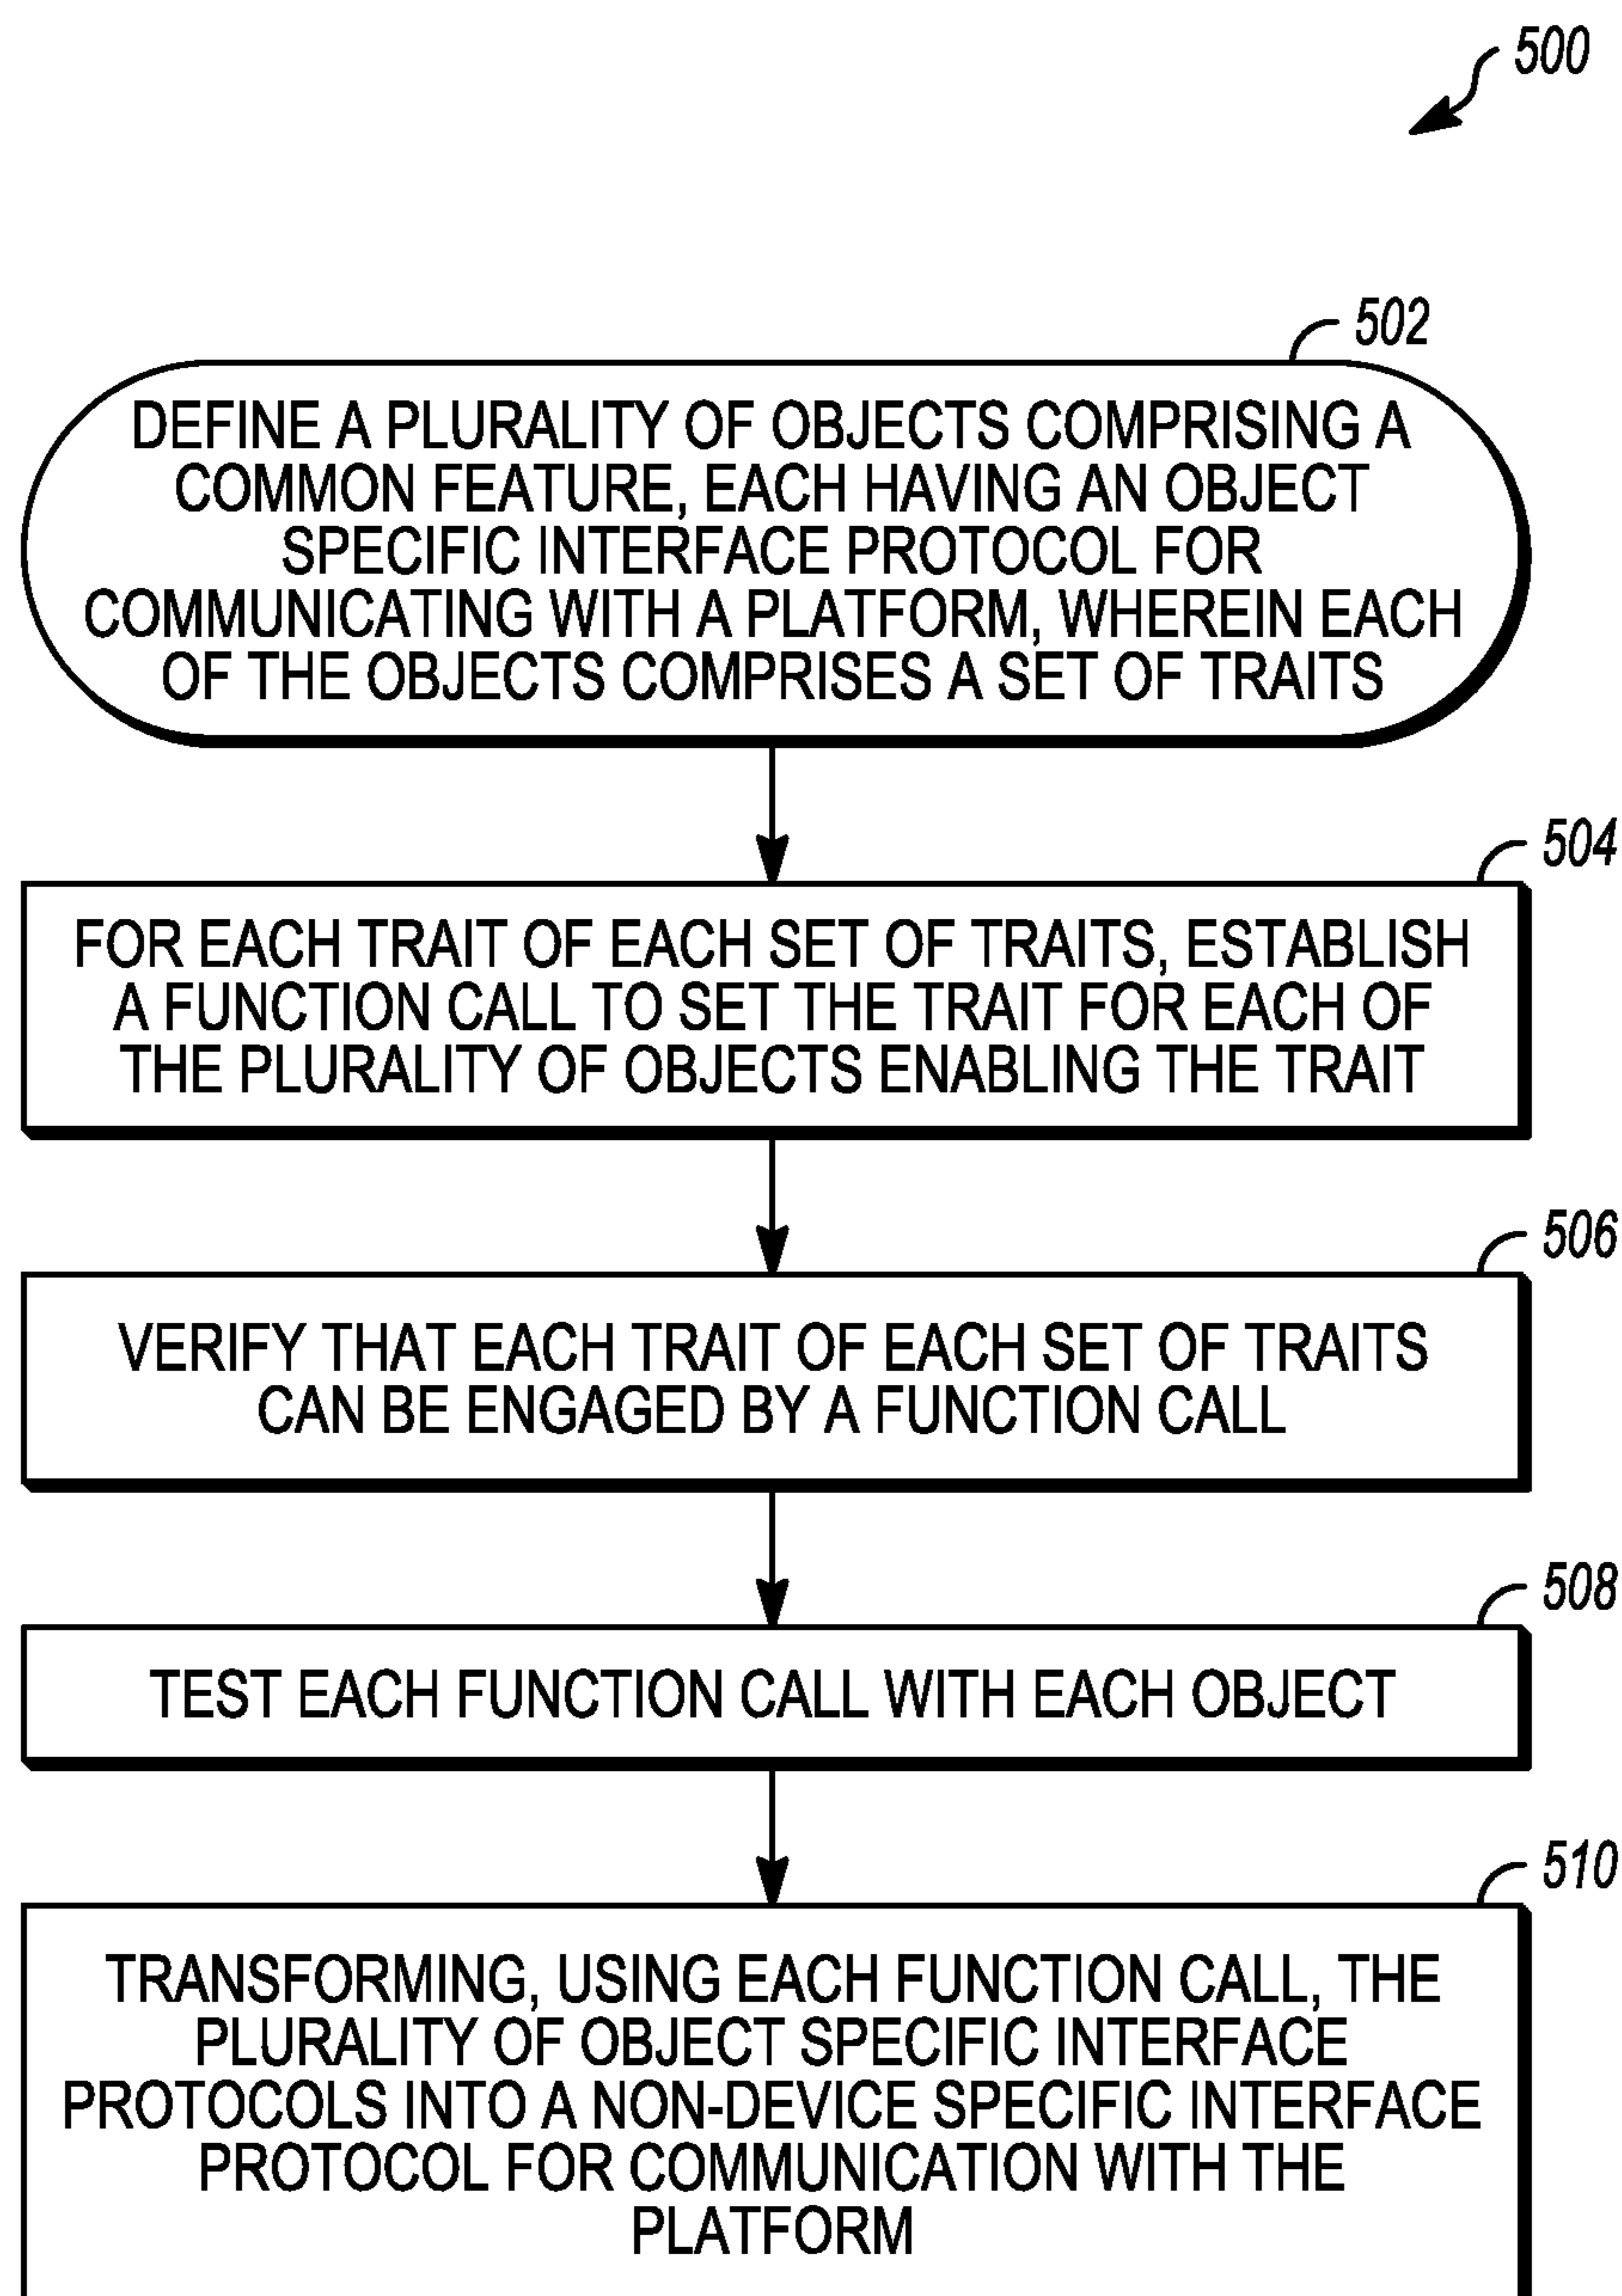 500
502
DEFINE A PLURALITY OF OBJECTS COMPRISING A
COMMON FEATURE, EACH HAVING AN OBJECT
SPECIFIC INTERFACE PROTOCOL FOR
COMMUNICATING WITH A PLATFORM, WHEREIN EACH
OF THE OBJECTS COMPRISES A SET OF TRAITS
504
FOR EACH TRAIT OF EACH SET OF TRAITS, ESTABLISH
A FUNCTION CALL TO SET THE TRAIT FOR EACH OF
THE PLURALITY OF OBJECTS ENABLING THE TRAIT
506
VERIFY THAT EACH TRAIT OF EACH SET OF TRAITS
CAN BE ENGAGED BY A FUNCTION CALL
508
TEST EACH FUNCTION CALL WITH EACH OBJECT
510
TRANSFORMING, USING EACH FUNCTION CALL, THE
PLURALITY OF OBJECT SPECIFIC INTERFACE
PROTOCOLS INTO A NON-DEVICE SPECIFIC INTERFACE
PROTOCOL FOR COMMUNICATION WITH THE
PLATFORM